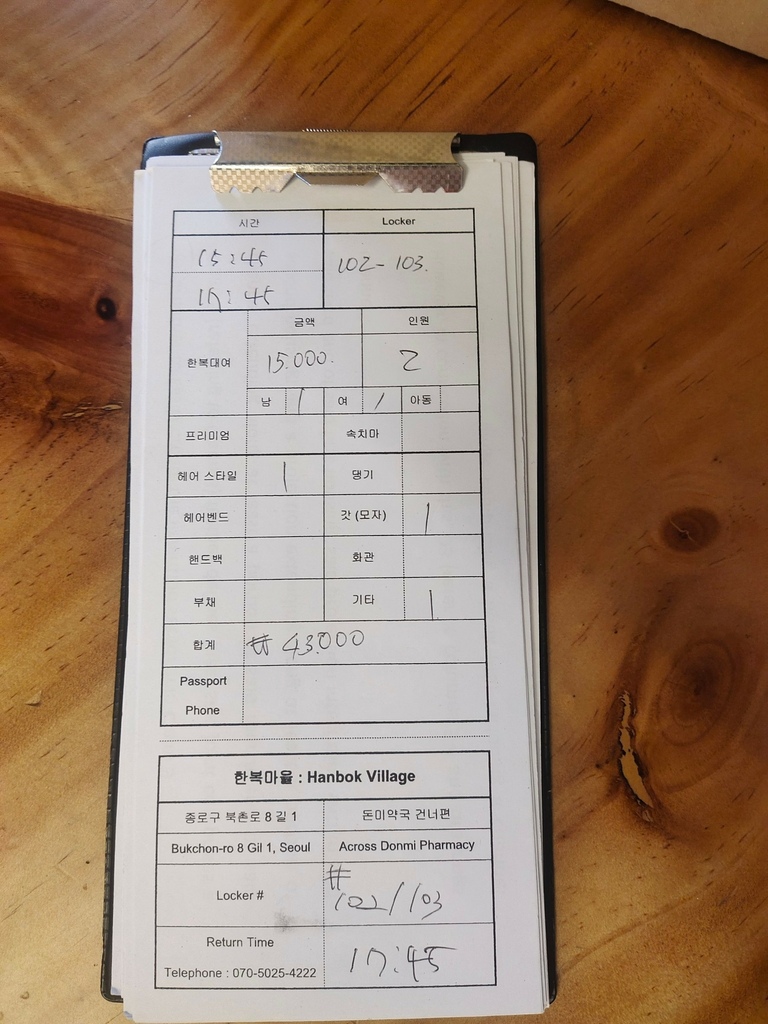 시간 Locker
15:45 102-103.
17:45
금액 인원
한복대여 15.000. 2
남 1 여 1 아동
프리미엄 속치마
헤어 스타일 1 댕기
헤어벤드 갓 (모자) 1
핸드백 화관
부채 기타 1
합계 ₩ 43.000
Passport
Phone
한복마을 : Hanbok Village
종로구 북촌로 8 길 1 돈미약국 건너편
Bukchon-ro 8 Gil 1, Seoul Across Donmi Pharmacy
#
Locker # 102/103
Return Time 17:45
Telephone : 070-5025-4222